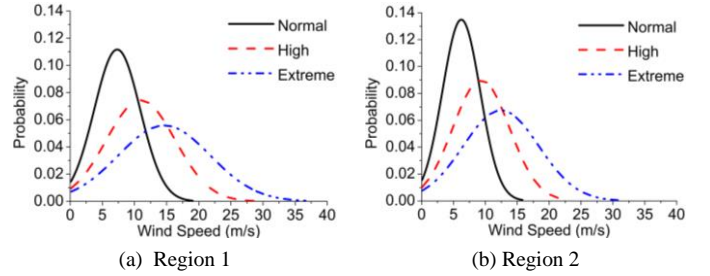 0.14
0.12
0.10
0.08
0.06
0.04
0.02
0.00
Probability
Normal
High
Extreme
0 5 10 15 20 25 30 35 40
Wind Speed (m/s)
(a) Region 1
0.14
0.12
0.10
0.08
0.06
0.04
0.02
0.00
Probability
Normal
High
Extreme
0 5 10 15 20 25 30 35 40
Wind Speed (m/s)
(b) Region 2